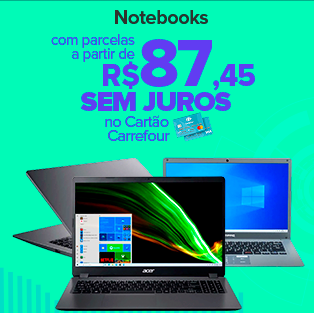 Notebooks
com parcelas
a partir de
R$87,45
SEM JUROS
no Cartão
Carrefour
acer